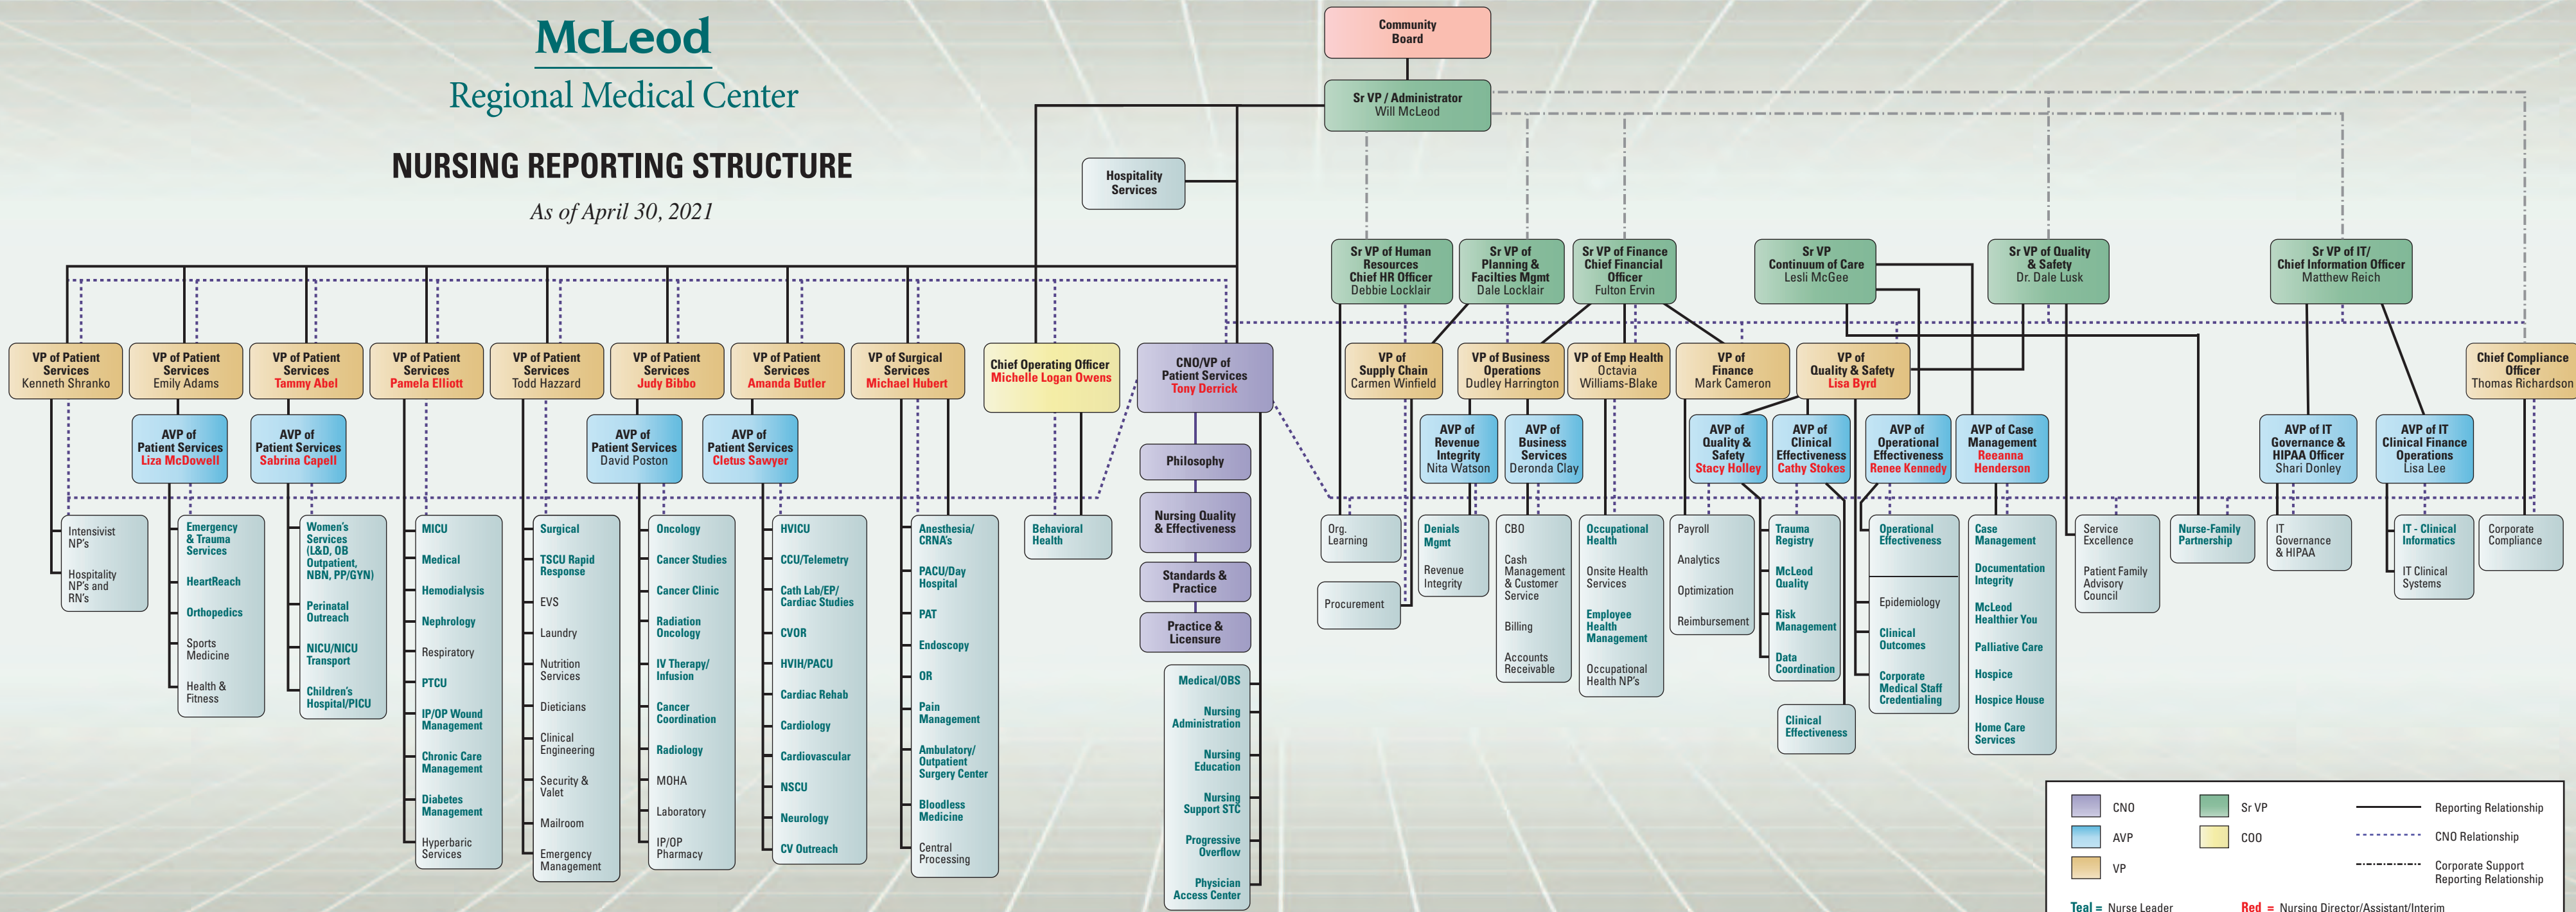 McLeod
Regional Medical Center
NURSING REPORTING STRUCTURE
As of April 30, 2021
Community
Board
Sr VP / Administrator
Will McLeod
Hospitality
Services
Sr VP of Human
Resources
Chief HR Officer
Debbie Locklair
Sr VP of
Planning &
Facilties Mgmt
Dale Locklair
Sr VP of Finance
Chief Financial
Officer
Fulton Ervin
Sr VP
Continuum of Care
Lesli McGee
Sr VP of Quality
& Safety
Dr. Dale Lusk
Sr VP of IT/
Chief Information Officer
Matthew Reich
VP of Patient
Services
Kenneth Shranko
VP of Patient
Services
Emily Adams
VP of Patient
Services
Tammy Abel
VP of Patient
Services
Pamela Elliott
VP of Patient
Services
Todd Hazzard
VP of Patient
Services
Judy Bibbo
VP of Patient
Services
Amanda Butler
VP of Surgical
Services
Michael Hubert
Chief Operating Officer
Michelle Logan Owens
CNO/VP of
Patient Services
Tony Derrick
VP of
Supply Chain
Carmen Winfield
VP of Business
Operations
Dudley Harrington
VP of Emp Health
Octavia
Williams-Blake
VP of
Finance
Mark Cameron
VP of
Quality & Safety
Lisa Byrd
Chief Compliance
Officer
Thomas Richardson
AVP of
Patient Services
Liza McDowell
AVP of
Patient Services
Sabrina Capell
AVP of
Patient Services
David Poston
AVP of
Patient Services
Cletus Sawyer
AVP of
Revenue
Integrity
Nita Watson
AVP of
Business
Services
Deronda Clay
AVP of
Quality &
Safety
Stacy Holley
AVP of
Clinical
Effectiveness
Cathy Stokes
AVP of
Operational
Effectiveness
Renee Kennedy
AVP of Case
Management
Reeanna
Henderson
AVP of IT
Governance &
HIPAA Officer
Shari Donley
AVP of IT
Clinical Finance
Operations
Lisa Lee
Philosophy
Nursing Quality
& Effectiveness
Standards &
Practice
Practice &
Licensure
Intensivist
NP's
Hospitality
NP's and
RN's
Emergency
& Trauma
Services
HeartReach
Orthopedics
Sports
Medicine
Health &
Fitness
Women's
Services
(L&D, OB
Outpatient,
NBN, PP/GYN)
Perinatal
Outreach
NICU/NICU
Transport
Children's
Hospital/PICU
MICU
Medical
Hemodialysis
Nephrology
Respiratory
PTCU
IP/OP Wound
Management
Chronic Care
Management
Diabetes
Management
Hyperbaric
Services
Surgical
TSCU Rapid
Response
EVS
Laundry
Nutrition
Services
Dieticians
Clinical
Engineering
Security &
Valet
Mailroom
Emergency
Management
Oncology
Cancer Studies
Cancer Clinic
Radiation
Oncology
IV Therapy/
Infusion
Cancer
Coordination
Radiology
MOHA
Laboratory
IP/OP
Pharmacy
HVICU
CCU/Telemetry
Cath Lab/EP/
Cardiac Studies
CVOR
HVIH/PACU
Cardiac Rehab
Cardiology
Cardiovascular
NSCU
Neurology
CV Outreach
Anesthesia/
CRNA's
PACU/Day
Hospital
PAT
Endoscopy
OR
Pain
Management
Ambulatory/
Outpatient
Surgery Center
Bloodless
Medicine
Central
Processing
Behavioral
Health
Medical/OBS
Nursing
Administration
Nursing
Education
Nursing
Support STC
Progressive
Overflow
Physician
Access Center
Org.
Learning
Procurement
Denials
Mgmt
Revenue
Integrity
CBO
Cash
Management
& Customer
Service
Billing
Accounts
Receivable
Occupational
Health
Onsite Health
Services
Employee
Health
Management
Occupational
Health NP's
Payroll
Analytics
Optimization
Reimbursement
Trauma
Registry
McLeod
Quality
Risk
Management
Data
Coordination
Clinical
Effectiveness
Operational
Effectiveness
Epidemiology
Clinical
Outcomes
Corporate
Medical Staff
Credentialing
Case
Management
Documentation
Integrity
McLeod
Healthier You
Palliative Care
Hospice
Hospice House
Home Care
Services
Service
Excellence
Patient Family
Advisory
Council
Nurse-Family
Partnership
IT
Governance
& HIPAA
IT - Clinical
Informatics
IT Clinical
Systems
Corporate
Compliance
CNO
AVP
VP
Sr VP
COO
Reporting Relationship
CNO Relationship
Corporate Support
Reporting Relationship
Teal = Nurse Leader
Red = Nursing Director/Assistant/Interim